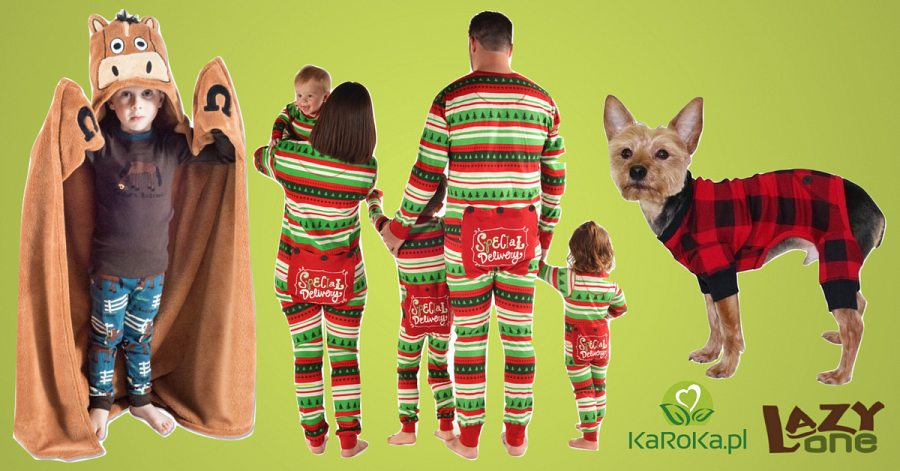 SPeciaL
Delivery
SPeciaL
Delivery
SPeciaL
Delivery
SPeciaL
Delivery
KaRoKa.pl
LAZY
one